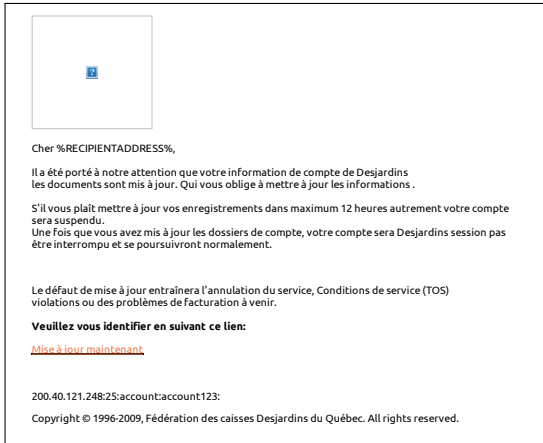 Cher %RECIPIENTADDRESS%,
Il a été porté à notre attention que votre information de compte de Desjardins
les documents sont mis à jour. Qui vous oblige à mettre à jour les informations .
S'il vous plaît mettre à jour vos enregistrements dans maximum 12 heures autrement votre compte
sera suspendu.
Une fois que vous avez mis à jour les dossiers de compte, votre compte sera Desjardins session pas
être interrompu et se poursuivront normalement.
Le défaut de mise à jour entraînera l'annulation du service, Conditions de service (TOS)
violations ou des problèmes de facturation à venir.
Veuillez vous identifier en suivant ce lien:
Mise à jour maintenant
200.40.121.248:25:account:account123:
Copyright © 1996-2009, Fédération des caisses Desjardins du Québec. All rights reserved.